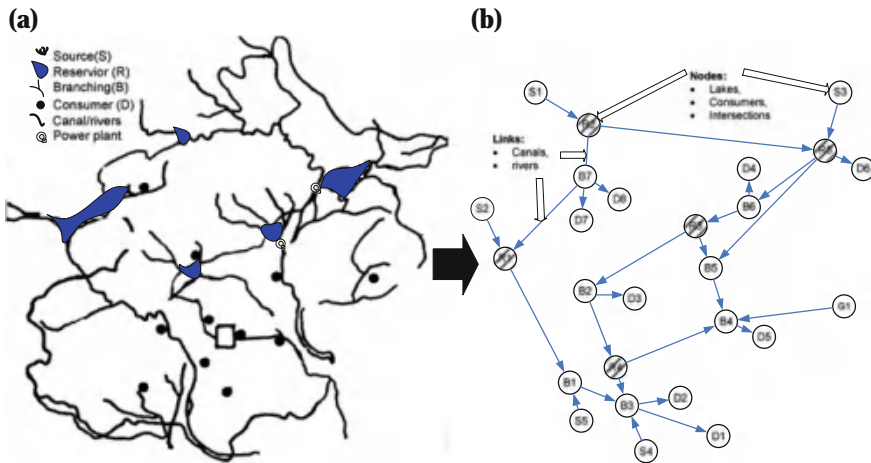 (a)
Source(S)
Reservior (R)
Branching(B)
Consumer (D)
Canal/rivers
Power plant
(b)
Nodes:
• Lakes,
• Consumers,
• Intersections
Links:
• Canals,
• rivers
S1
S3
D4
D6
B7
D8
B6
S2
D7
B5
B2
D3
G1
B4
D5
B1
D2
B3
S5
D1
S4